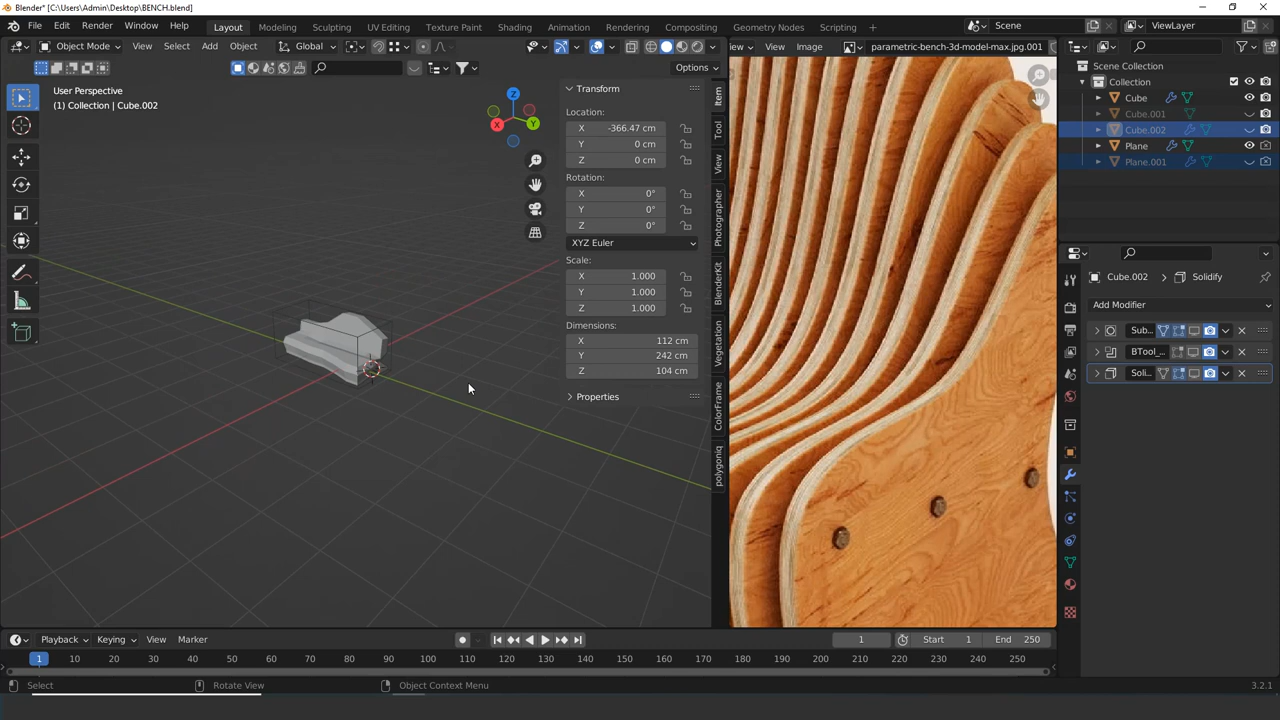 Blender* [C:\Users\Admin\Desktop\BENCH.blend]
File Edit Render Window Help Layout Modeling Sculpting UV Editing Texture Paint Shading Animation Rendering Compositing Geometry Nodes Scripting Scene ViewLayer
Object Mode View Select Add Object Global View Image parametric-bench-3d-model-max.jpg.001
Options
User Perspective
(1) Collection | Cube.002
X
Y
Z
Transform
Location:
X -366.47 cm
Y 0 cm
Z 0 cm
Rotation:
X 0°
Y 0°
Z 0°
XYZ Euler
Scale:
X 1.000
Y 1.000
Z 1.000
Dimensions:
X 112 cm
Y 242 cm
Z 104 cm
Properties
Item
Tool
View
Photographer
BlenderKit
Vegetation
ColorFrame
polygoniq
Scene Collection
Collection
Cube
Cube.001
Cube.002
Plane
Plane.001
Cube.002 Solidify
Add Modifier
Sub...
BTool_...
Soli...
Playback Keying View Marker 1 Start 1 End 250
1 10 20 30 40 50 60 70 80 90 100 110 120 130 140 150 160 170 180 190 200 210 220 230 240 250
Select Rotate View Object Context Menu 3.2.1